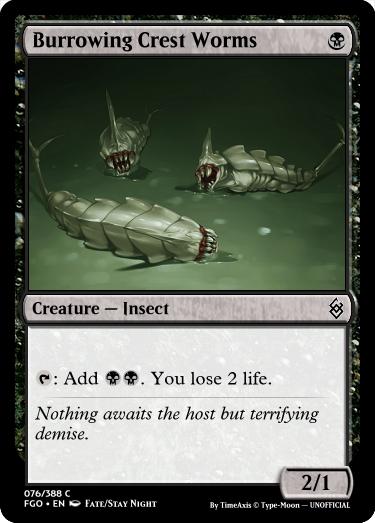 Burrowing Crest Worms
Creature — Insect
: Add . You lose 2 life.
Nothing awaits the host but terrifying
demise.
2/1
076/388 C
FGO • EN Fate/Stay Night
By TimeAxis © Type-Moon — UNOFFICIAL